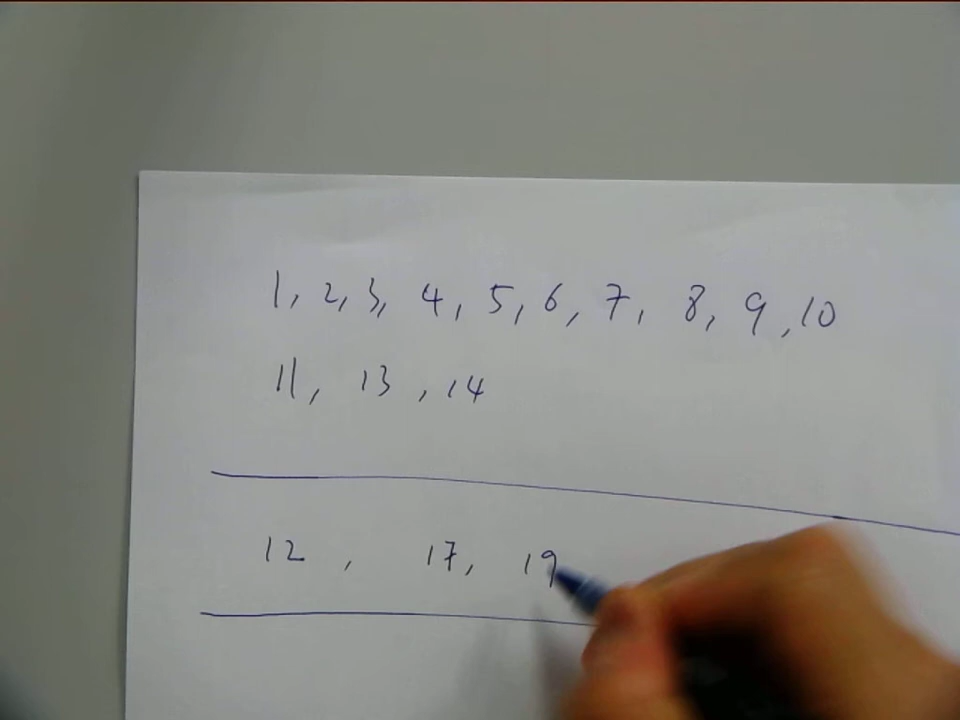 1, 2, 3, 4, 5, 6, 7, 8, 9, 10
11, 13, 14
12, 17, 19